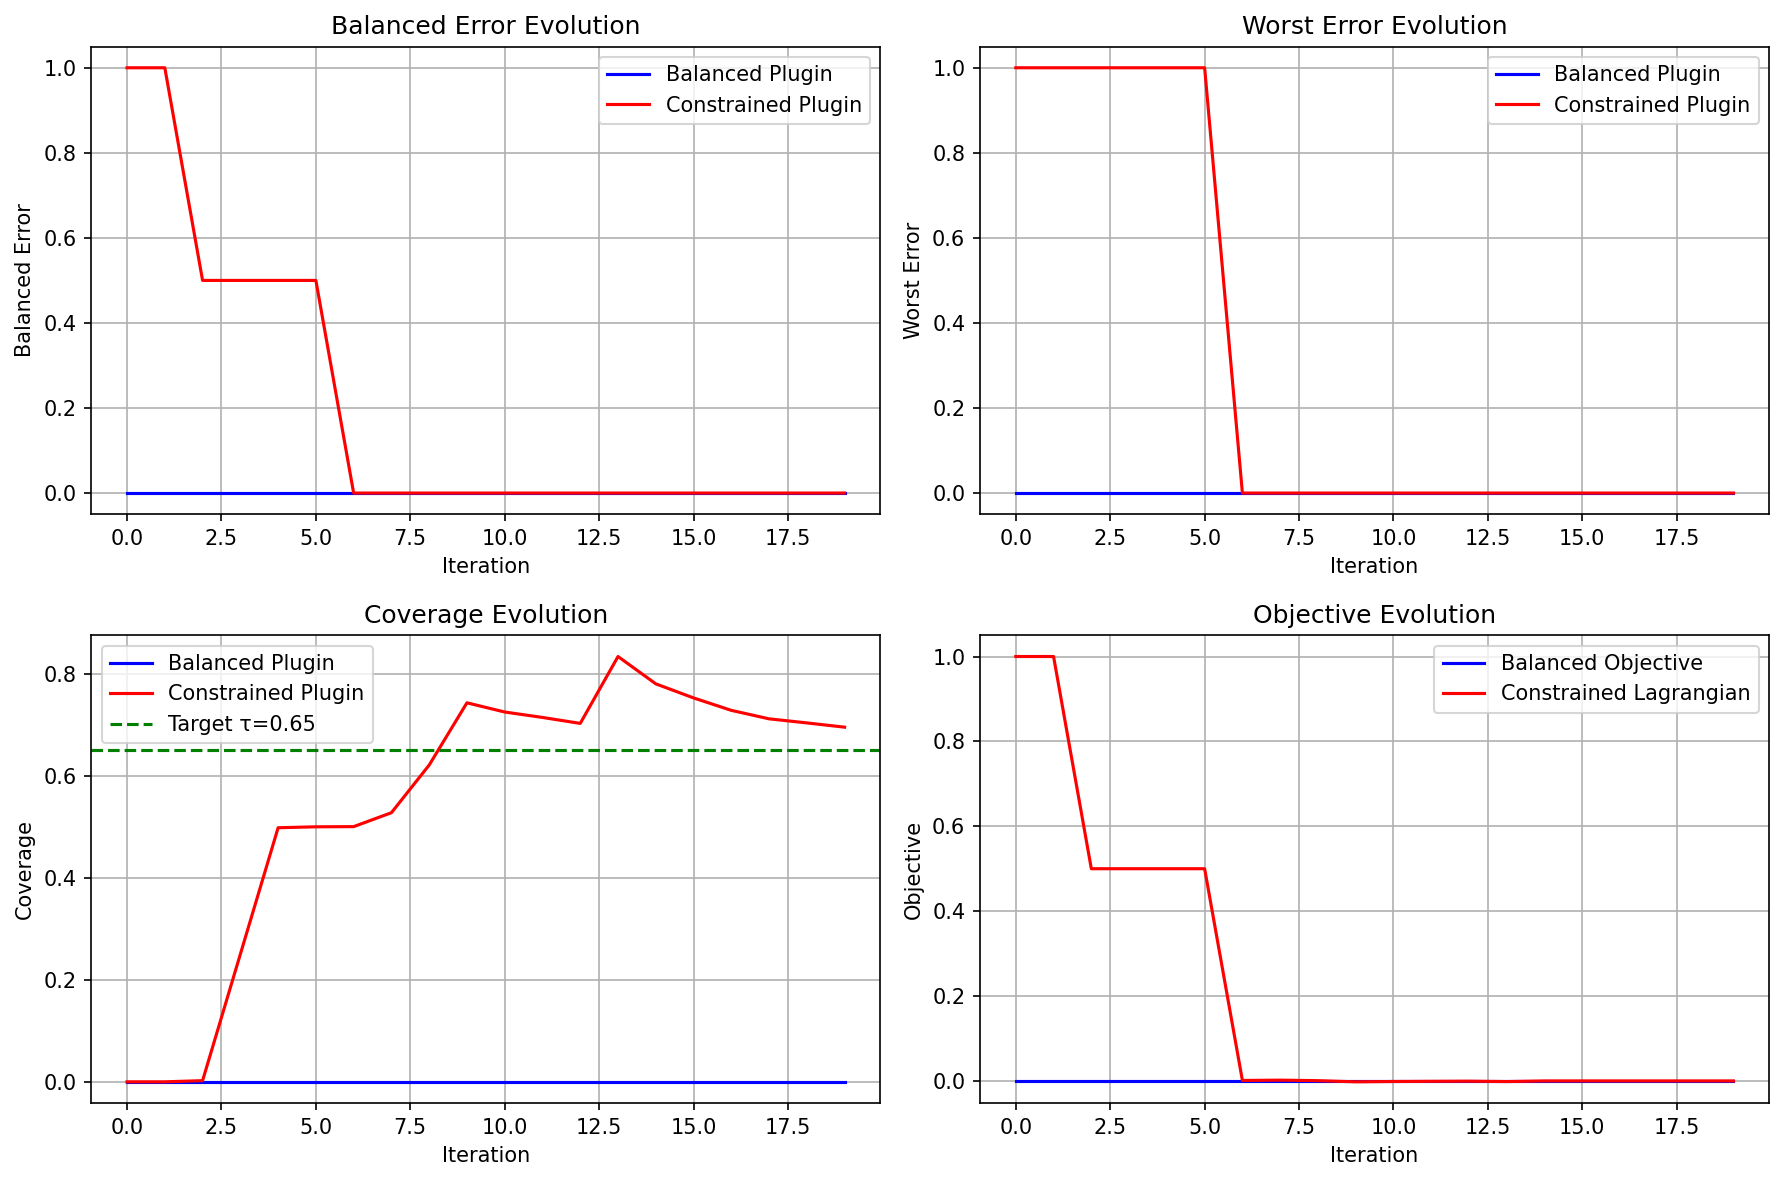 Balanced Error Evolution
Balanced Error
1.0
0.8
0.6
0.4
0.2
0.0
Balanced Plugin
Constrained Plugin
0.0 2.5 5.0 7.5 10.0 12.5 15.0 17.5
Iteration
Worst Error Evolution
Worst Error
1.0
0.8
0.6
0.4
0.2
0.0
Balanced Plugin
Constrained Plugin
0.0 2.5 5.0 7.5 10.0 12.5 15.0 17.5
Iteration
Coverage Evolution
Coverage
0.8
0.6
0.4
0.2
0.0
Balanced Plugin
Constrained Plugin
Target τ=0.65
0.0 2.5 5.0 7.5 10.0 12.5 15.0 17.5
Iteration
Objective Evolution
Objective
1.0
0.8
0.6
0.4
0.2
0.0
Balanced Objective
Constrained Lagrangian
0.0 2.5 5.0 7.5 10.0 12.5 15.0 17.5
Iteration